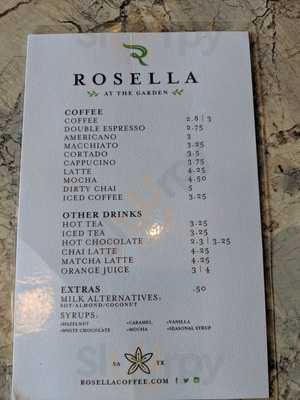 ROSELLA
AT THE GARDEN
COFFEE
COFFEE 2.8 | 3
DOUBLE ESPRESSO 2.75
AMERICANO 3
MACCHIATO 3.25
CORTADO 3.5
CAPPUCINO 3.75
LATTE 4.25
MOCHA 4.50
DIRTY CHAI 5
ICED COFFEE 3.25
OTHER DRINKS
HOT TEA 3.25
ICED TEA 3.25
HOT CHOCOLATE 2.3 | 3.25
CHAI LATTE 4.25
MATCHA LATTE 4.25
ORANGE JUICE 3 | 4
EXTRAS .50
MILK ALTERNATIVES:
SOY/ALMOND/COCONUT
SYRUPS:
•HAZELNUT •CARAMEL •VANILLA
•WHITE CHOCOLATE •MOCHA •SEASONAL SYRUP
SA TX
ROSELLACOFFEE.COM